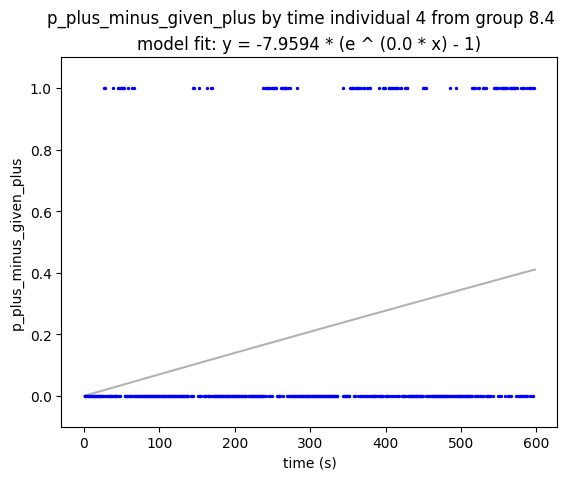 p_plus_minus_given_plus by time individual 4 from group 8.4
model fit: y = -7.9594 * (e ^ (0.0 * x) - 1)
1.0
0.8
0.6
0.4
0.2
0.0
p_plus_minus_given_plus
0 100 200 300 400 500 600
time (s)